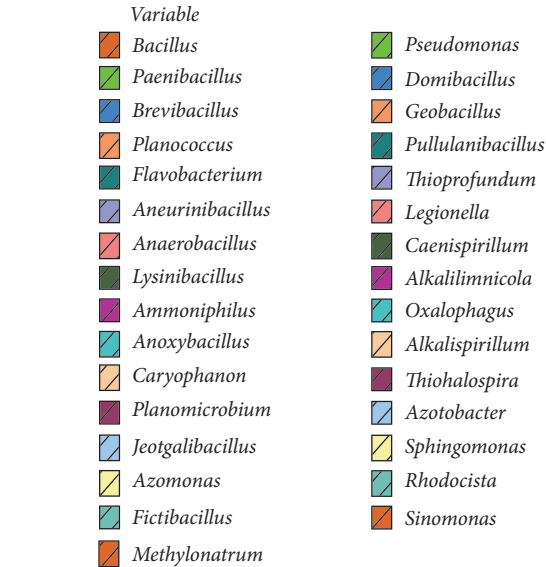 Variable
Bacillus
Paenibacillus
Brevibacillus
Planococcus
Flavobacterium
Aneurinibacillus
Anaerobacillus
Lysinibacillus
Ammoniphilus
Anoxybacillus
Caryophanon
Planomicrobium
Jeotgalibacillus
Azomonas
Fictibacillus
Methylonatrum
Pseudomonas
Domibacillus
Geobacillus
Pullulanibacillus
Thioprofundum
Legionella
Caenispirillum
Alkalilimnicola
Oxalophagus
Alkalispirillum
Thiohalospira
Azotobacter
Sphingomonas
Rhodocista
Sinomonas